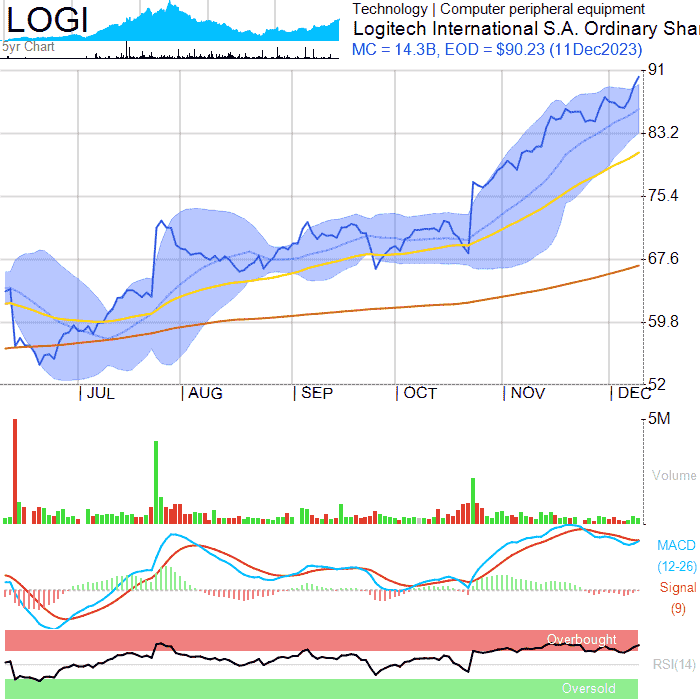 LOGI
5yr Chart
Technology | Computer peripheral equipment
Logitech International S.A. Ordinary Shar
MC = 14.3B, EOD = $90.23 (11Dec2023)
91
83.2
75.4
67.6
59.8
52
JUL AUG SEP OCT NOV DEC
5M
Volume
MACD
(12-26)
Signal
(9)
Overbought
RSI(14)
Oversold